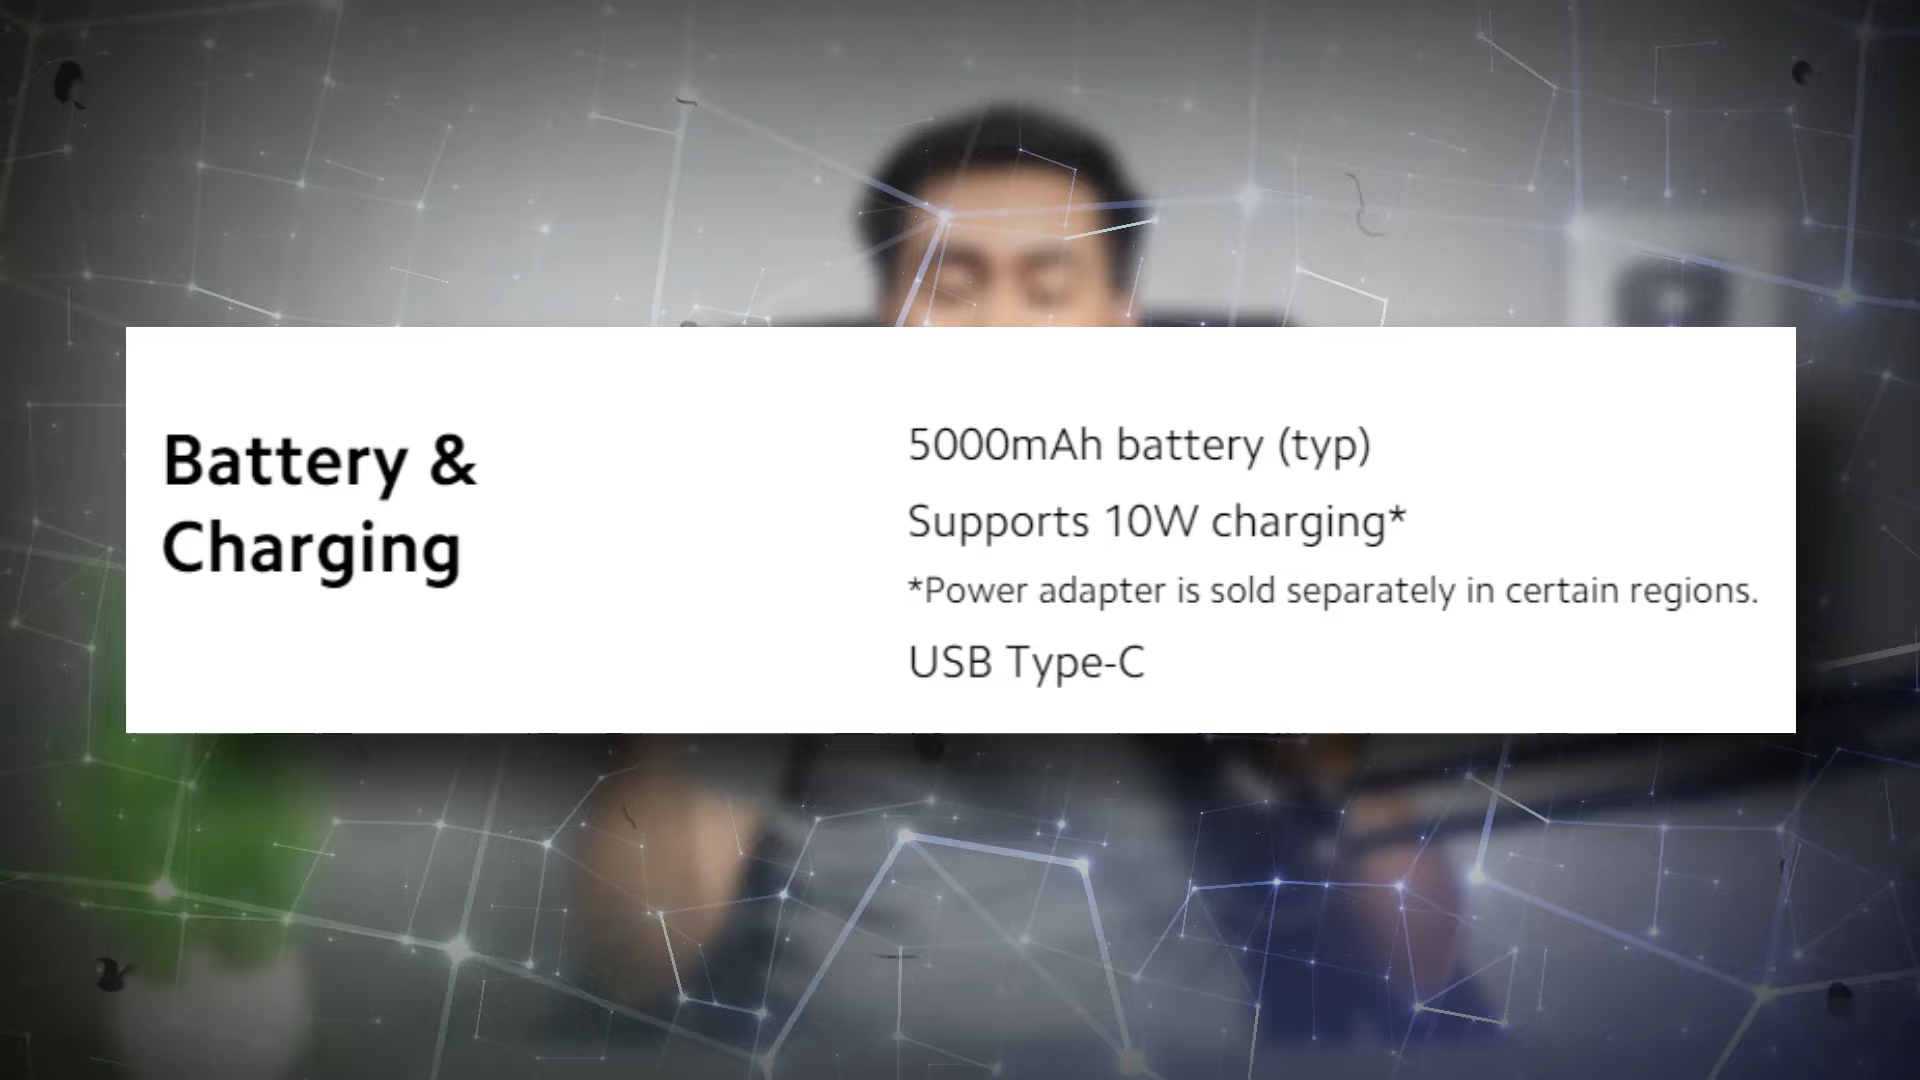 Battery &
Charging
5000mAh battery (typ)
Supports 10W charging*
*Power adapter is sold separately in certain regions.
USB Type-C